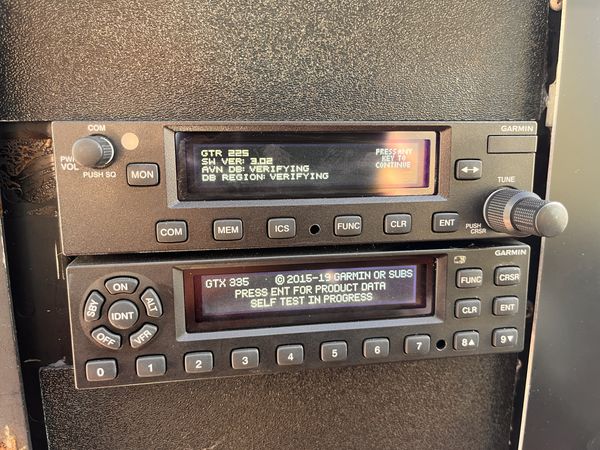 COM
GARMIN
PWR
VOL
PUSH SQ
MON
GTR 225
SW VER: 3.02
AVN DB: VERIFYING
DB REGION: VERIFYING
PRESS ANY
KEY TO
CONTINUE
TUNE
PUSH
CRSR
COM
MEM
ICS
FUNC
CLR
ENT
GARMIN
ON
SBY
ALT
IDNT
OFF
VFR
GTX 335 © 2015-19 GARMIN OR SUBS
PRESS ENT FOR PRODUCT DATA
SELF TEST IN PROGRESS
FUNC
CRSR
CLR
ENT
0 1 2 3 4 5 6 7 8▲ 9▼